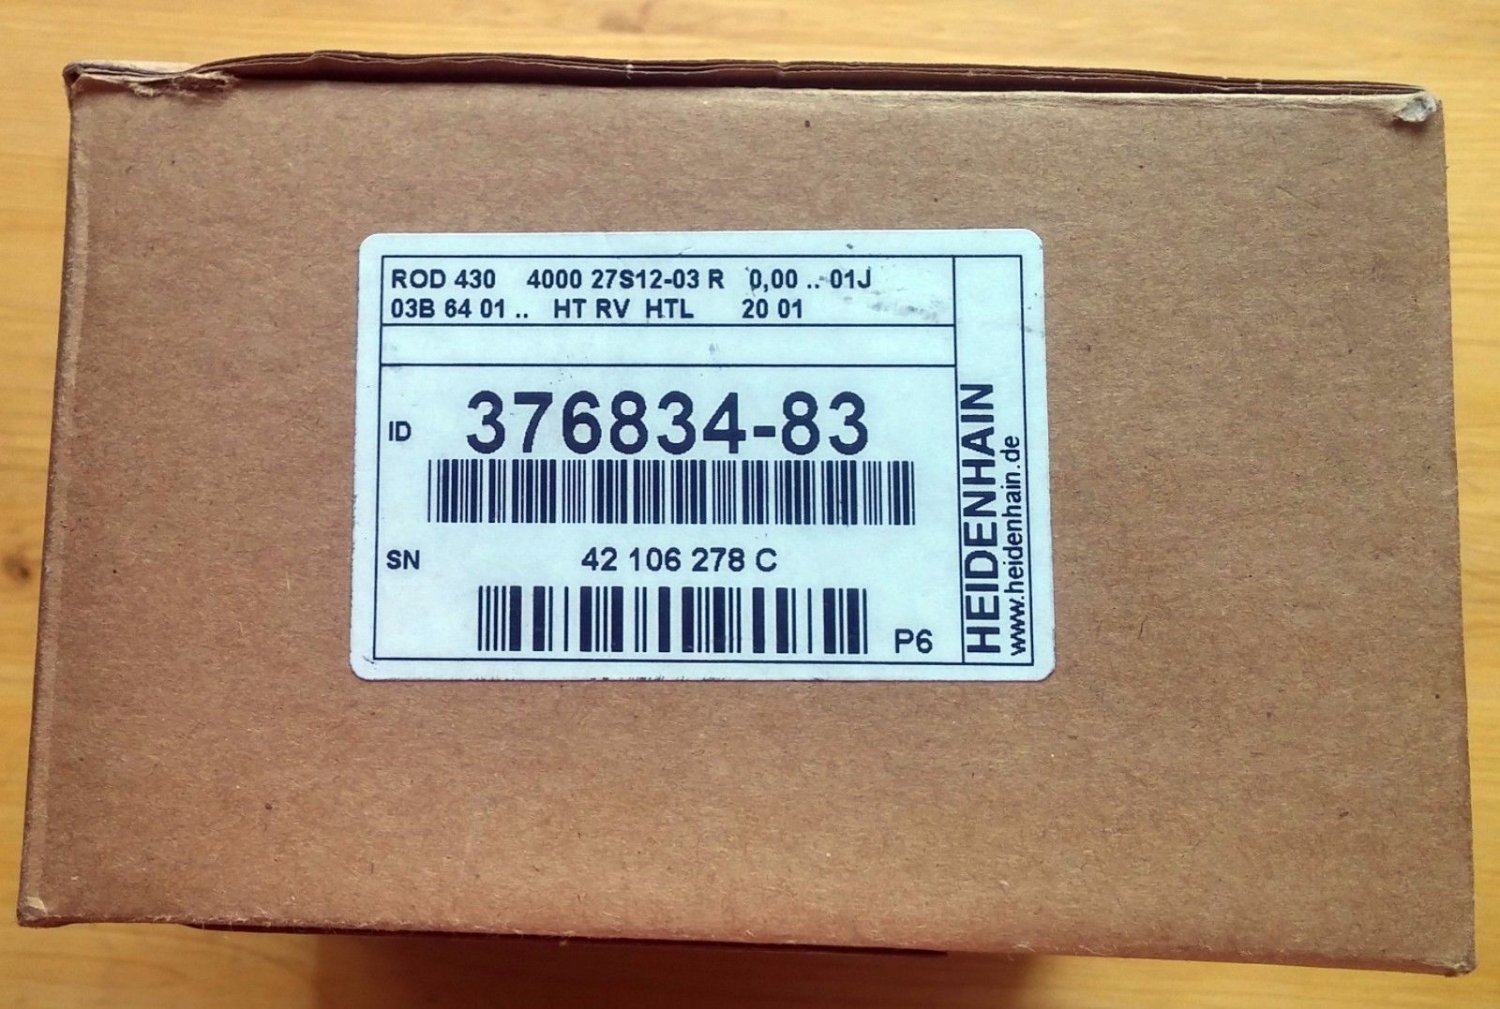 ROD 430 4000 27S12-03 R 0,00 .. 01J
03B 64 01 .. HT RV HTL 20 01
ID 376834-83
SN 42 106 278 C
P6
HEIDENHAIN
www.heidenhain.de